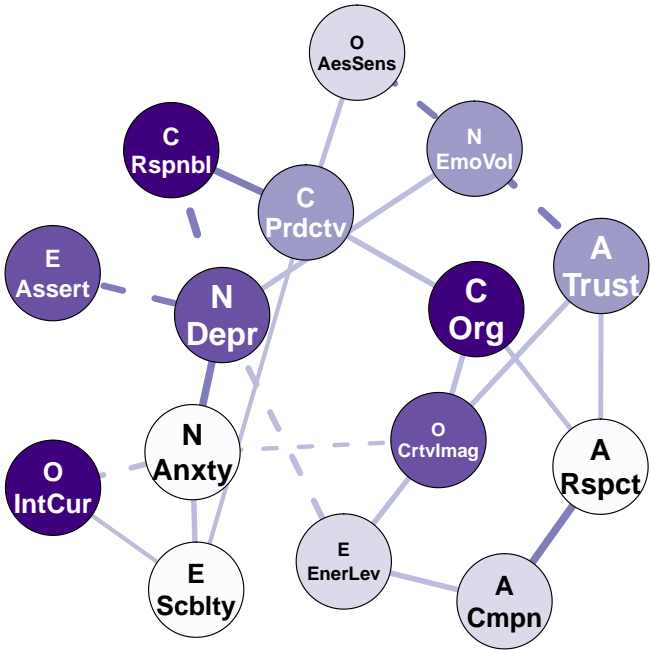 O
AesSens
C
Rspnbl
N
EmoVol
C
Prdctv
E
Assert
A
Trust
N
Depr
C
Org
O
CrtvImag
N
Anxty
A
Rspct
O
IntCur
E
EnerLev
E
Scblty
A
Cmpn